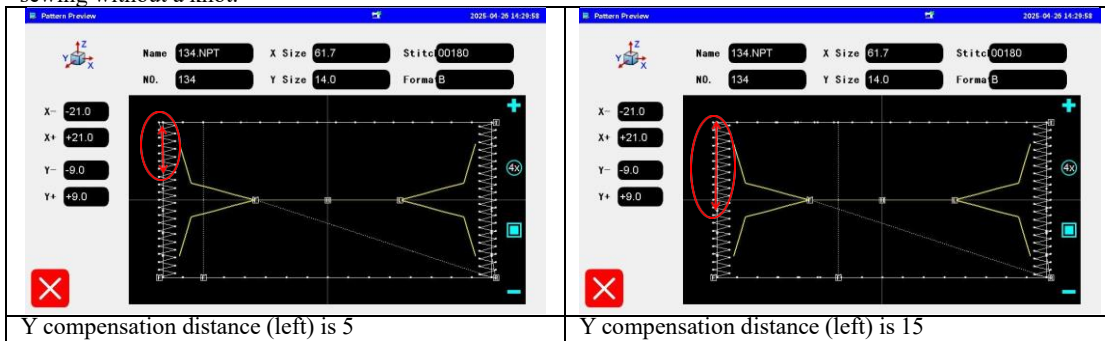 sewing without a knot.
Pattern Preview 2025-04-26 14:29:58
Name 134.NPT X Size 61.7 Stitc 00180
NO. 134 Y Size 14.0 Forma B
Z
Y
X
X- -21.0
X+ +21.0
Y- -9.0
Y+ +9.0
4x
Y compensation distance (left) is 5
Pattern Preview 2025-04-26 14:29:58
Name 134.NPT X Size 61.7 Stitc 00180
NO. 134 Y Size 14.0 Forma B
Z
Y
X
X- -21.0
X+ +21.0
Y- -9.0
Y+ +9.0
4x
Y compensation distance (left) is 15